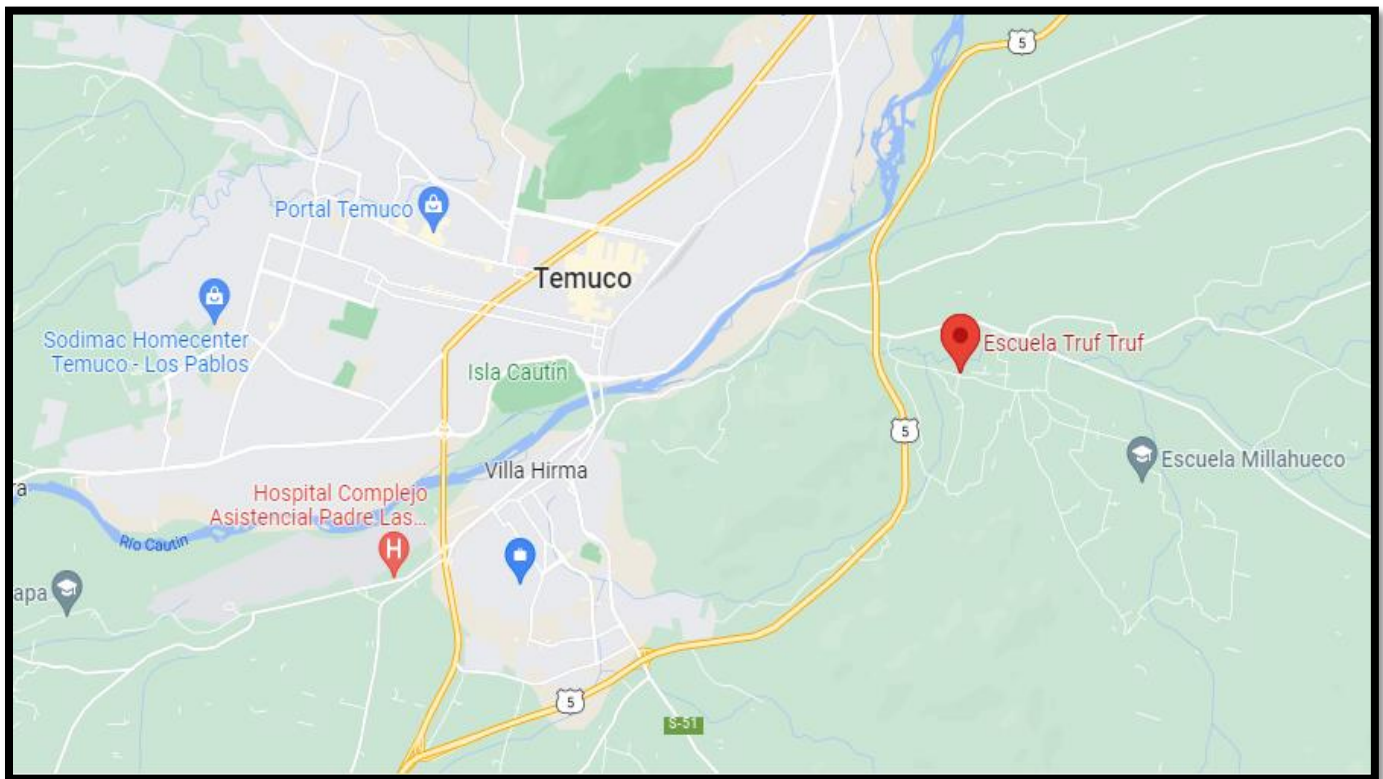 5
Portal Temuco
Temuco
Sodimac Homecenter
Temuco - Los Pablos
Escuela Truf Truf
Isla Cautín
5
Escuela Millahueco
Villa Hirma
ra
Hospital Complejo
Asistencial Padre Las...
Río Cautín
H
apa
5
S-51